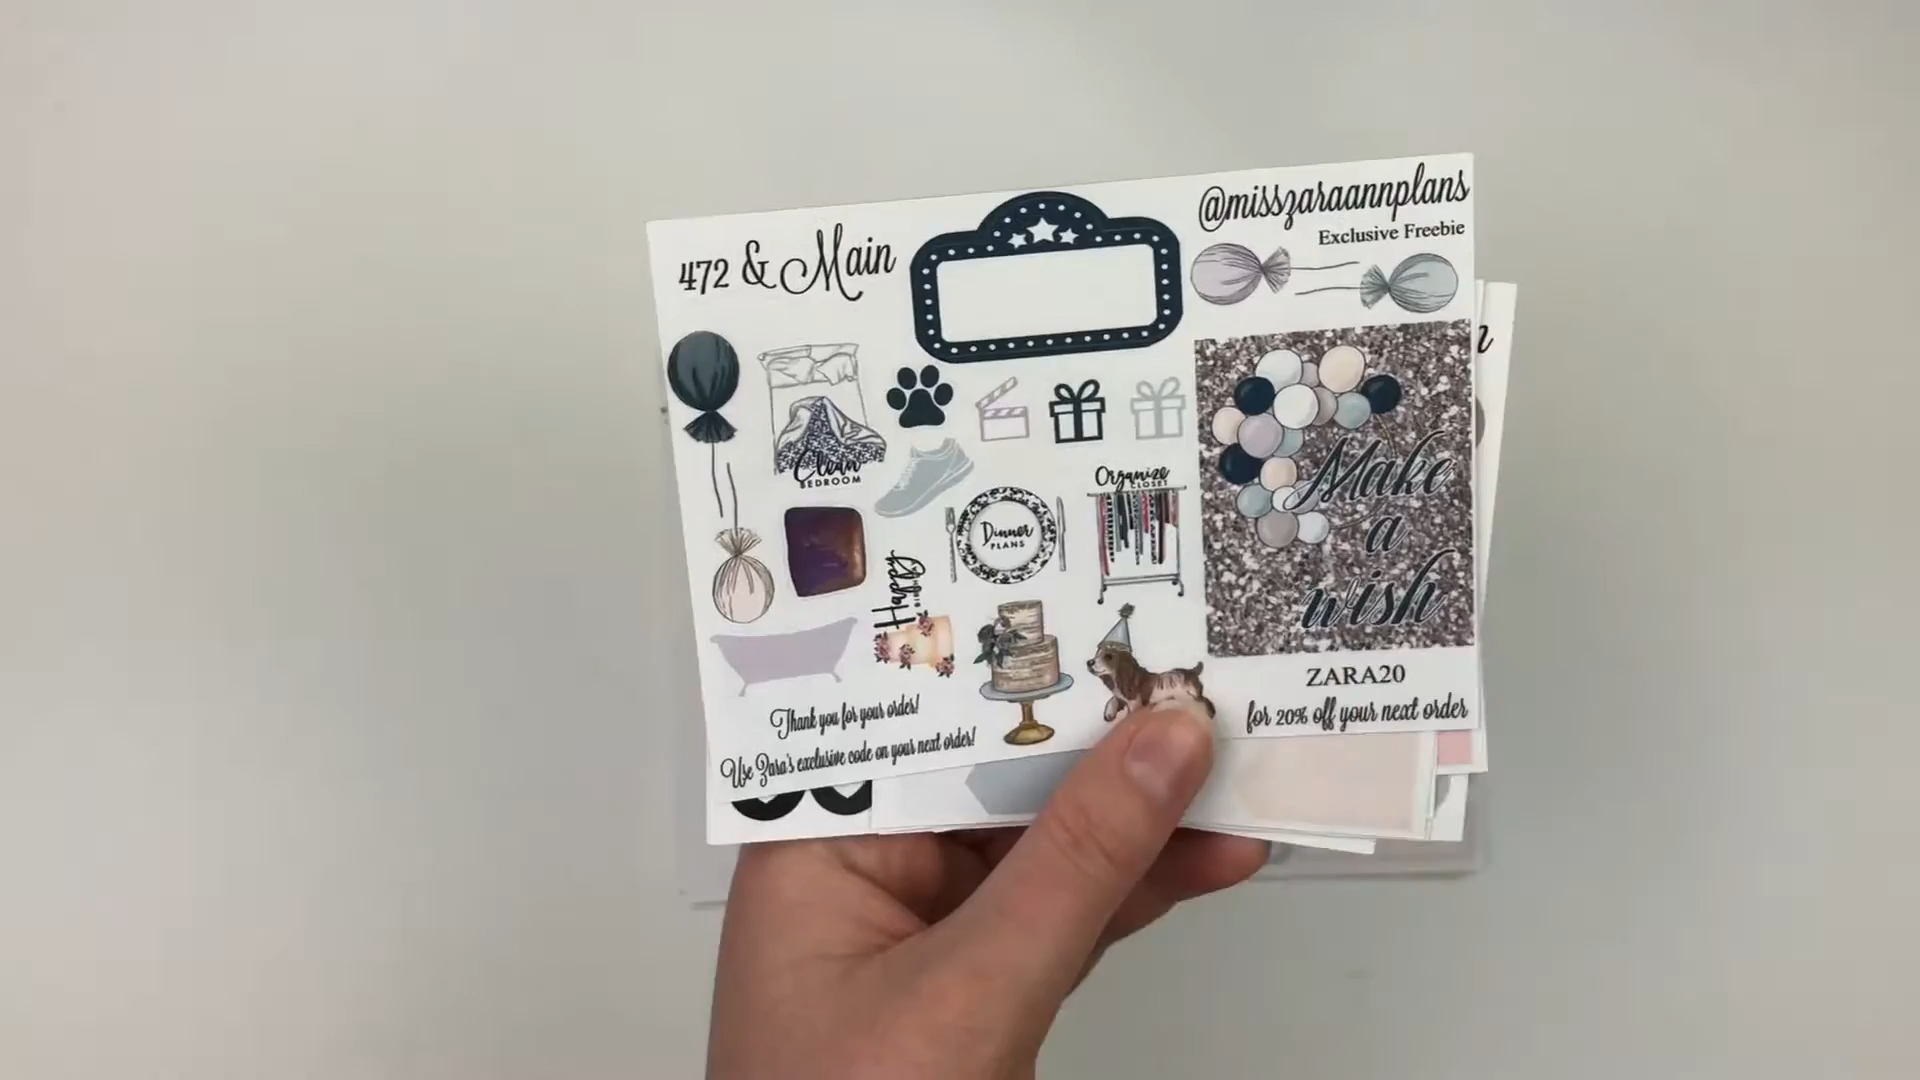 472 & Main
@misszaraannplans
Exclusive Freebie
Clean
BEDROOM
Organize
CLOSET
Dinner
PLANS
Happy
BIRTHDAY
Make
a
wish
ZARA20
for 20% off your next order
Thank you for your order!
Use Zara's exclusive code on your next order!